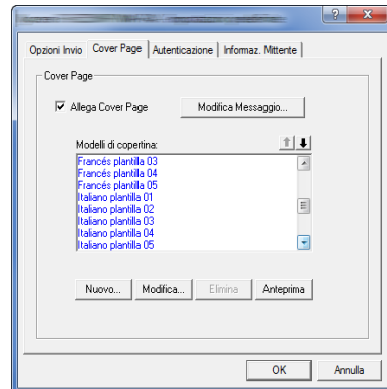 Opzioni Invio Cover Page Autenticazione Informaz. Mittente
Cover Page
Allega Cover Page Modifica Messaggio...
Modelli di copertina:
Francés plantilla 03
Francés plantilla 04
Francés plantilla 05
Italiano plantilla 01
Italiano plantilla 02
Italiano plantilla 03
Italiano plantilla 04
Italiano plantilla 05
Nuovo... Modifica... Elimina Anteprima
OK Annulla